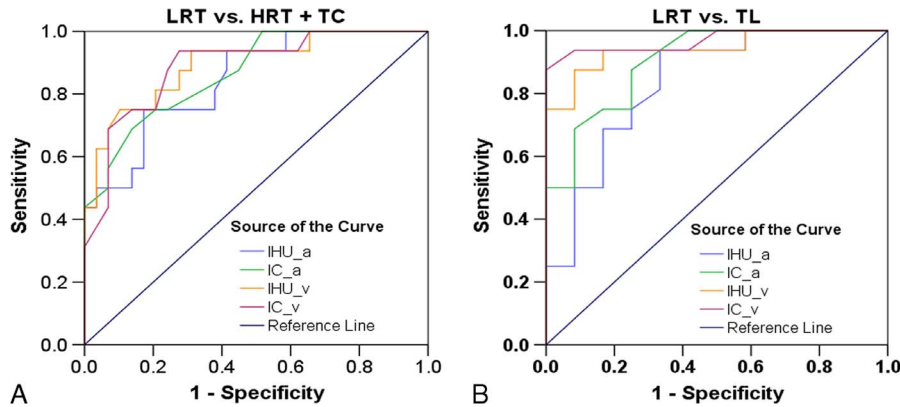 LRT vs. HRT + TC
1.0
0.8
0.6
0.4
0.2
0.0
Sensitivity
Source of the Curve
IHU_a
IC_a
IHU_v
IC_v
Reference Line
0.0 0.2 0.4 0.6 0.8 1.0
1 - Specificity
A
LRT vs. TL
1.0
0.8
0.6
0.4
0.2
0.0
Sensitivity
Source of the Curve
IHU_a
IC_a
IHU_v
IC_v
Reference Line
0.0 0.2 0.4 0.6 0.8 1.0
1 - Specificity
B